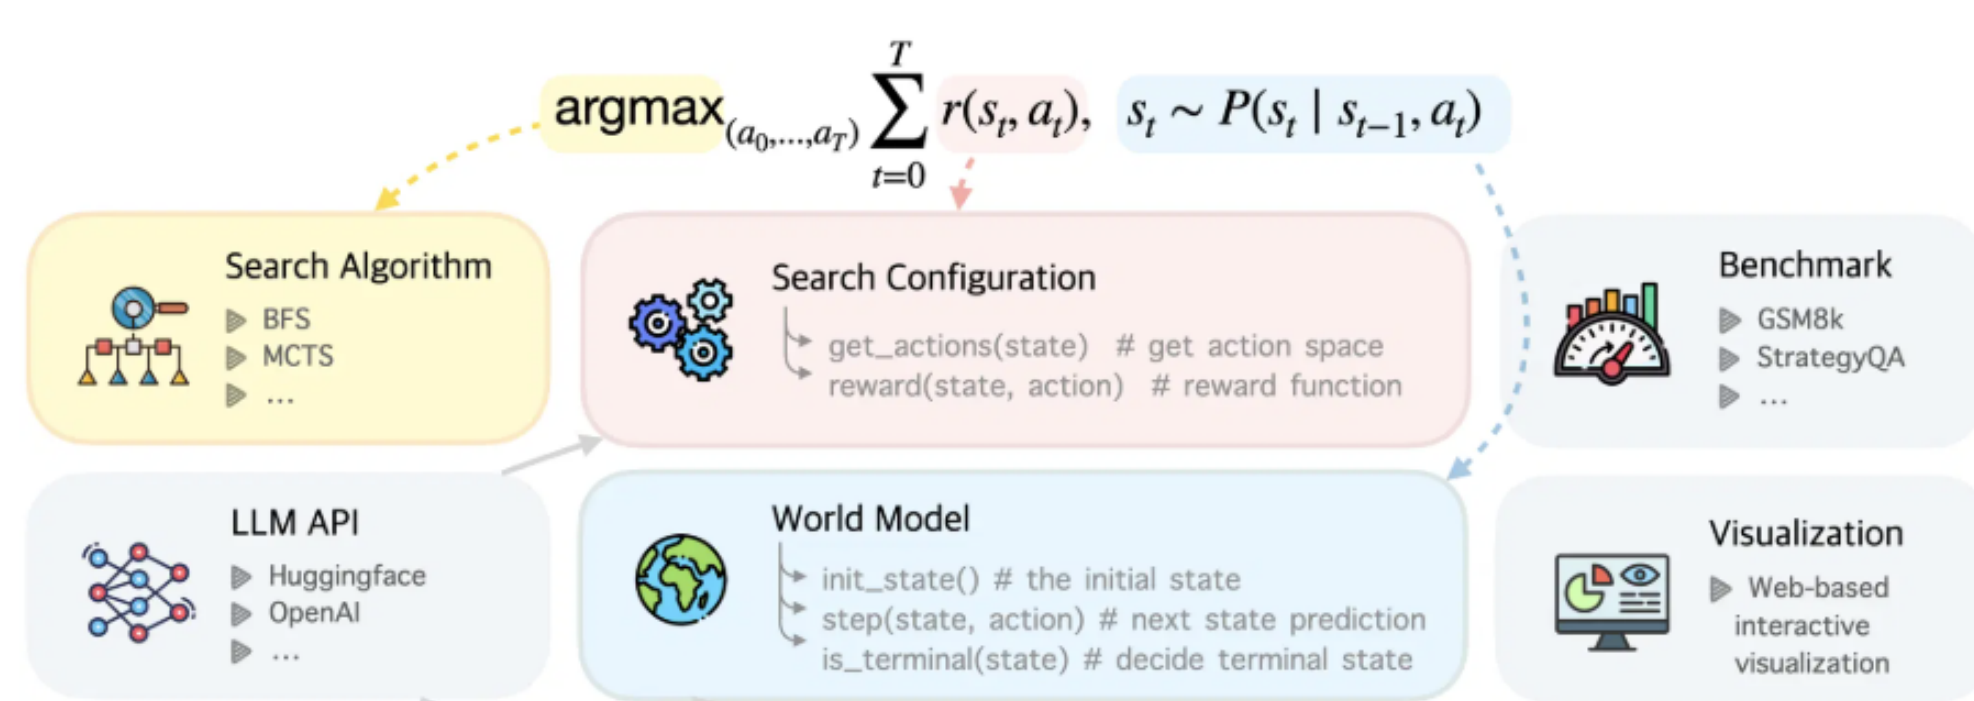 argmax(a₀,...,a_T) ∑_{t=0}^{T} r(sₜ, aₜ), sₜ ∼ P(sₜ | sₜ₋₁, aₜ)
Search Algorithm
BFS
MCTS
...
Search Configuration
get_actions(state) # get action space
reward(state, action) # reward function
Benchmark
GSM8k
StrategyQA
...
LLM API
Huggingface
OpenAI
...
World Model
init_state() # the initial state
step(state, action) # next state prediction
is_terminal(state) # decide terminal state
Visualization
Web-based
interactive
visualization